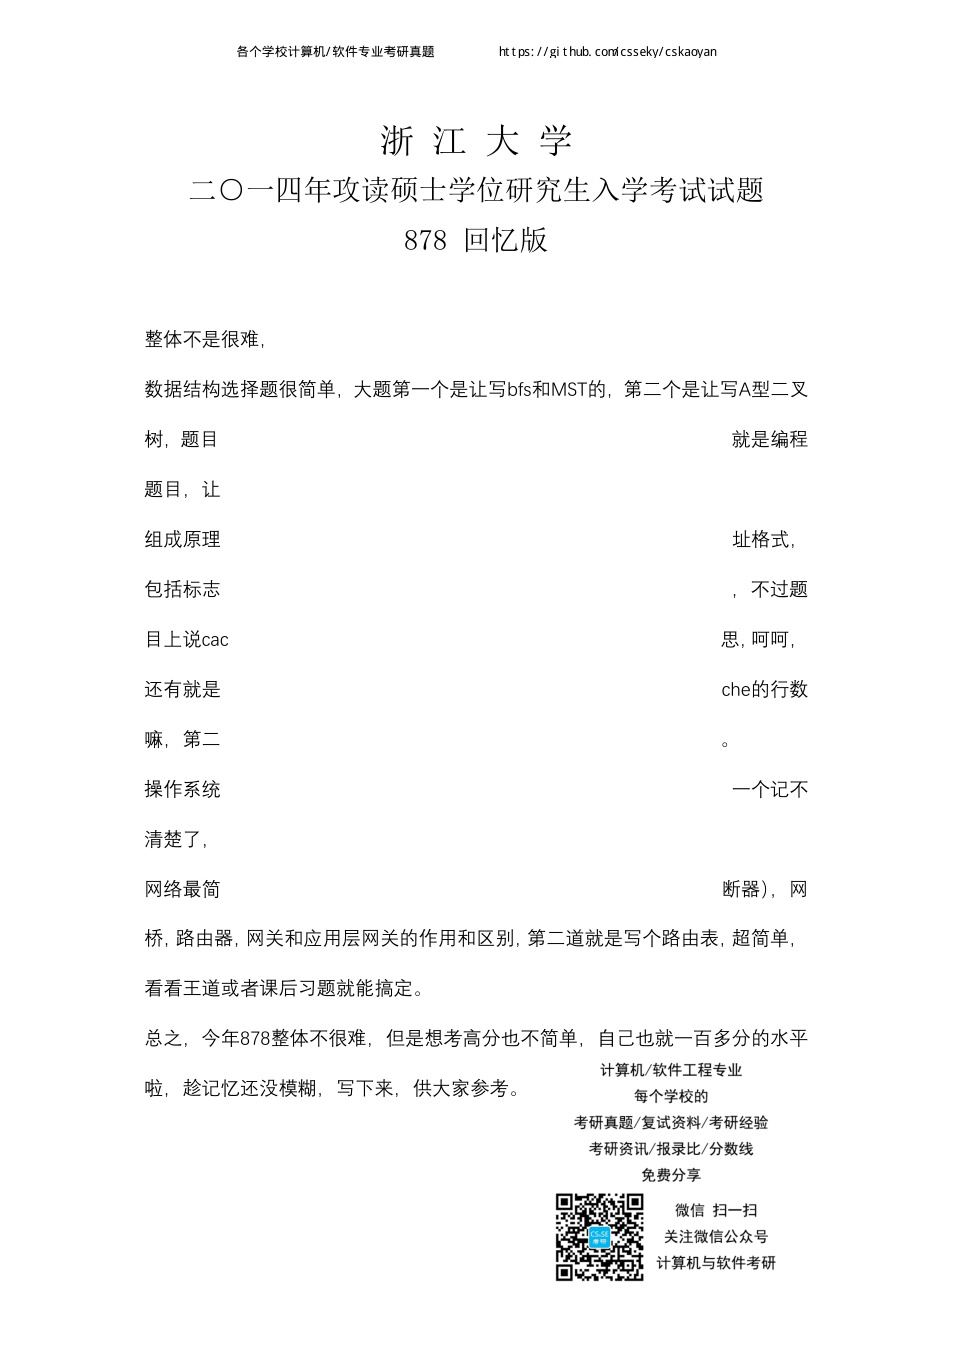 各个学校计算机/软件专业考研真题 https://github.com/csseky/cskaoyan
浙 江 大 学
二〇一四年攻读硕士学位研究生入学考试试题
878 回忆版
整体不是很难，
数据结构选择题很简单，大题第一个是让写bfs和MST的，第二个是让写A型二叉
树，题目 就是编程
题目，让
组成原理 址格式，
包括标志 ，不过题
目上说cac 思，呵呵，
还有就是 che的行数
嘛，第二 。
操作系统 一个记不
清楚了，
网络最简 断器），网
桥，路由器，网关和应用层网关的作用和区别，第二道就是写个路由表，超简单，
看看王道或者课后习题就能搞定。
总之，今年878整体不很难，但是想考高分也不简单，自己也就一百多分的水平
啦，趁记忆还没模糊，写下来，供大家参考。
计算机/软件工程专业
每个学校的
考研真题/复试资料/考研经验
考研资讯/报录比/分数线
免费分享
微信 扫一扫
关注微信公众号
计算机与软件考研